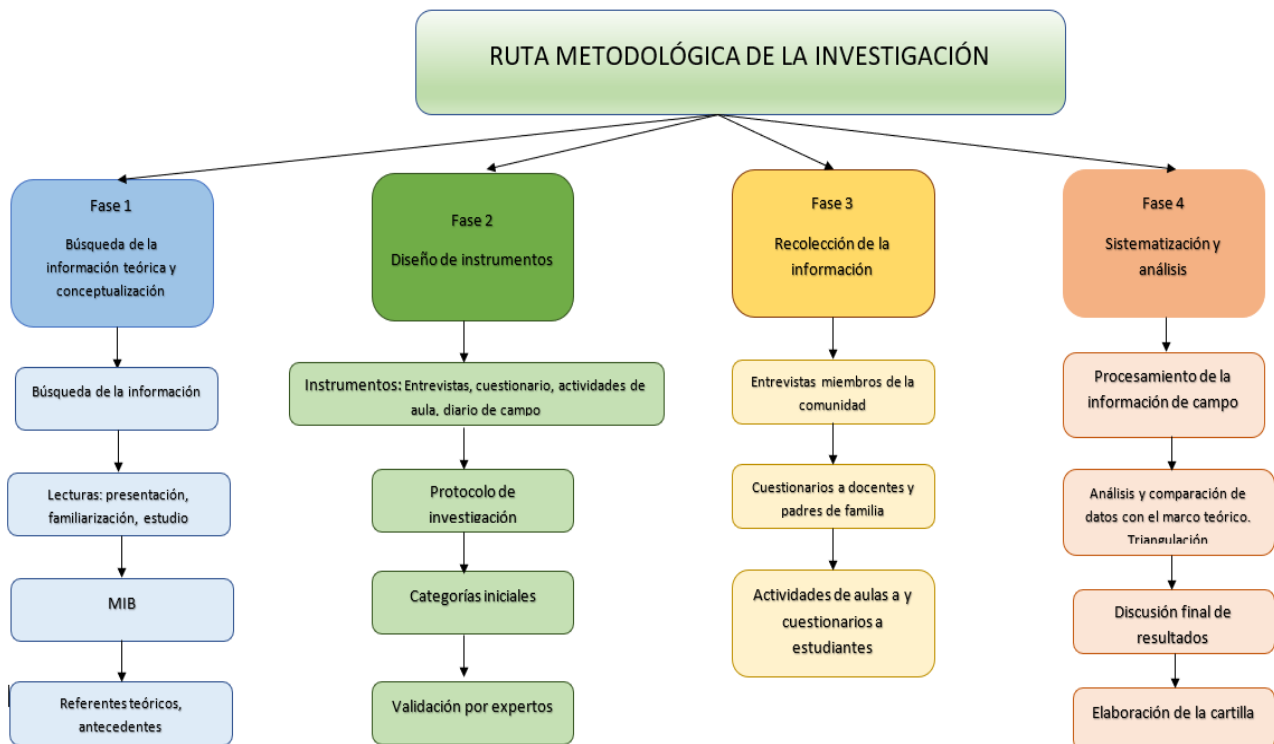 RUTA METODOLÓGICA DE LA INVESTIGACIÓN
Fase 1
Búsqueda de la
información teórica y
conceptualización
Búsqueda de la información
Lecturas: presentación,
familiarización, estudio
MIB
Referentes teóricos,
antecedentes
Fase 2
Diseño de instrumentos
Instrumentos: Entrevistas, cuestionario, actividades de
aula, diario de campo
Protocolo de
investigación
Categorías iniciales
Validación por expertos
Fase 3
Recolección de la
información
Entrevistas miembros de la
comunidad
Cuestionarios a docentes y
padres de familia
Actividades de aulas a y
cuestionarios a
estudiantes
Fase 4
Sistematización y
análisis
Procesamiento de la
información de campo
Análisis y comparación de
datos con el marco teórico.
Triangulación
Discusión final de
resultados
Elaboración de la cartilla